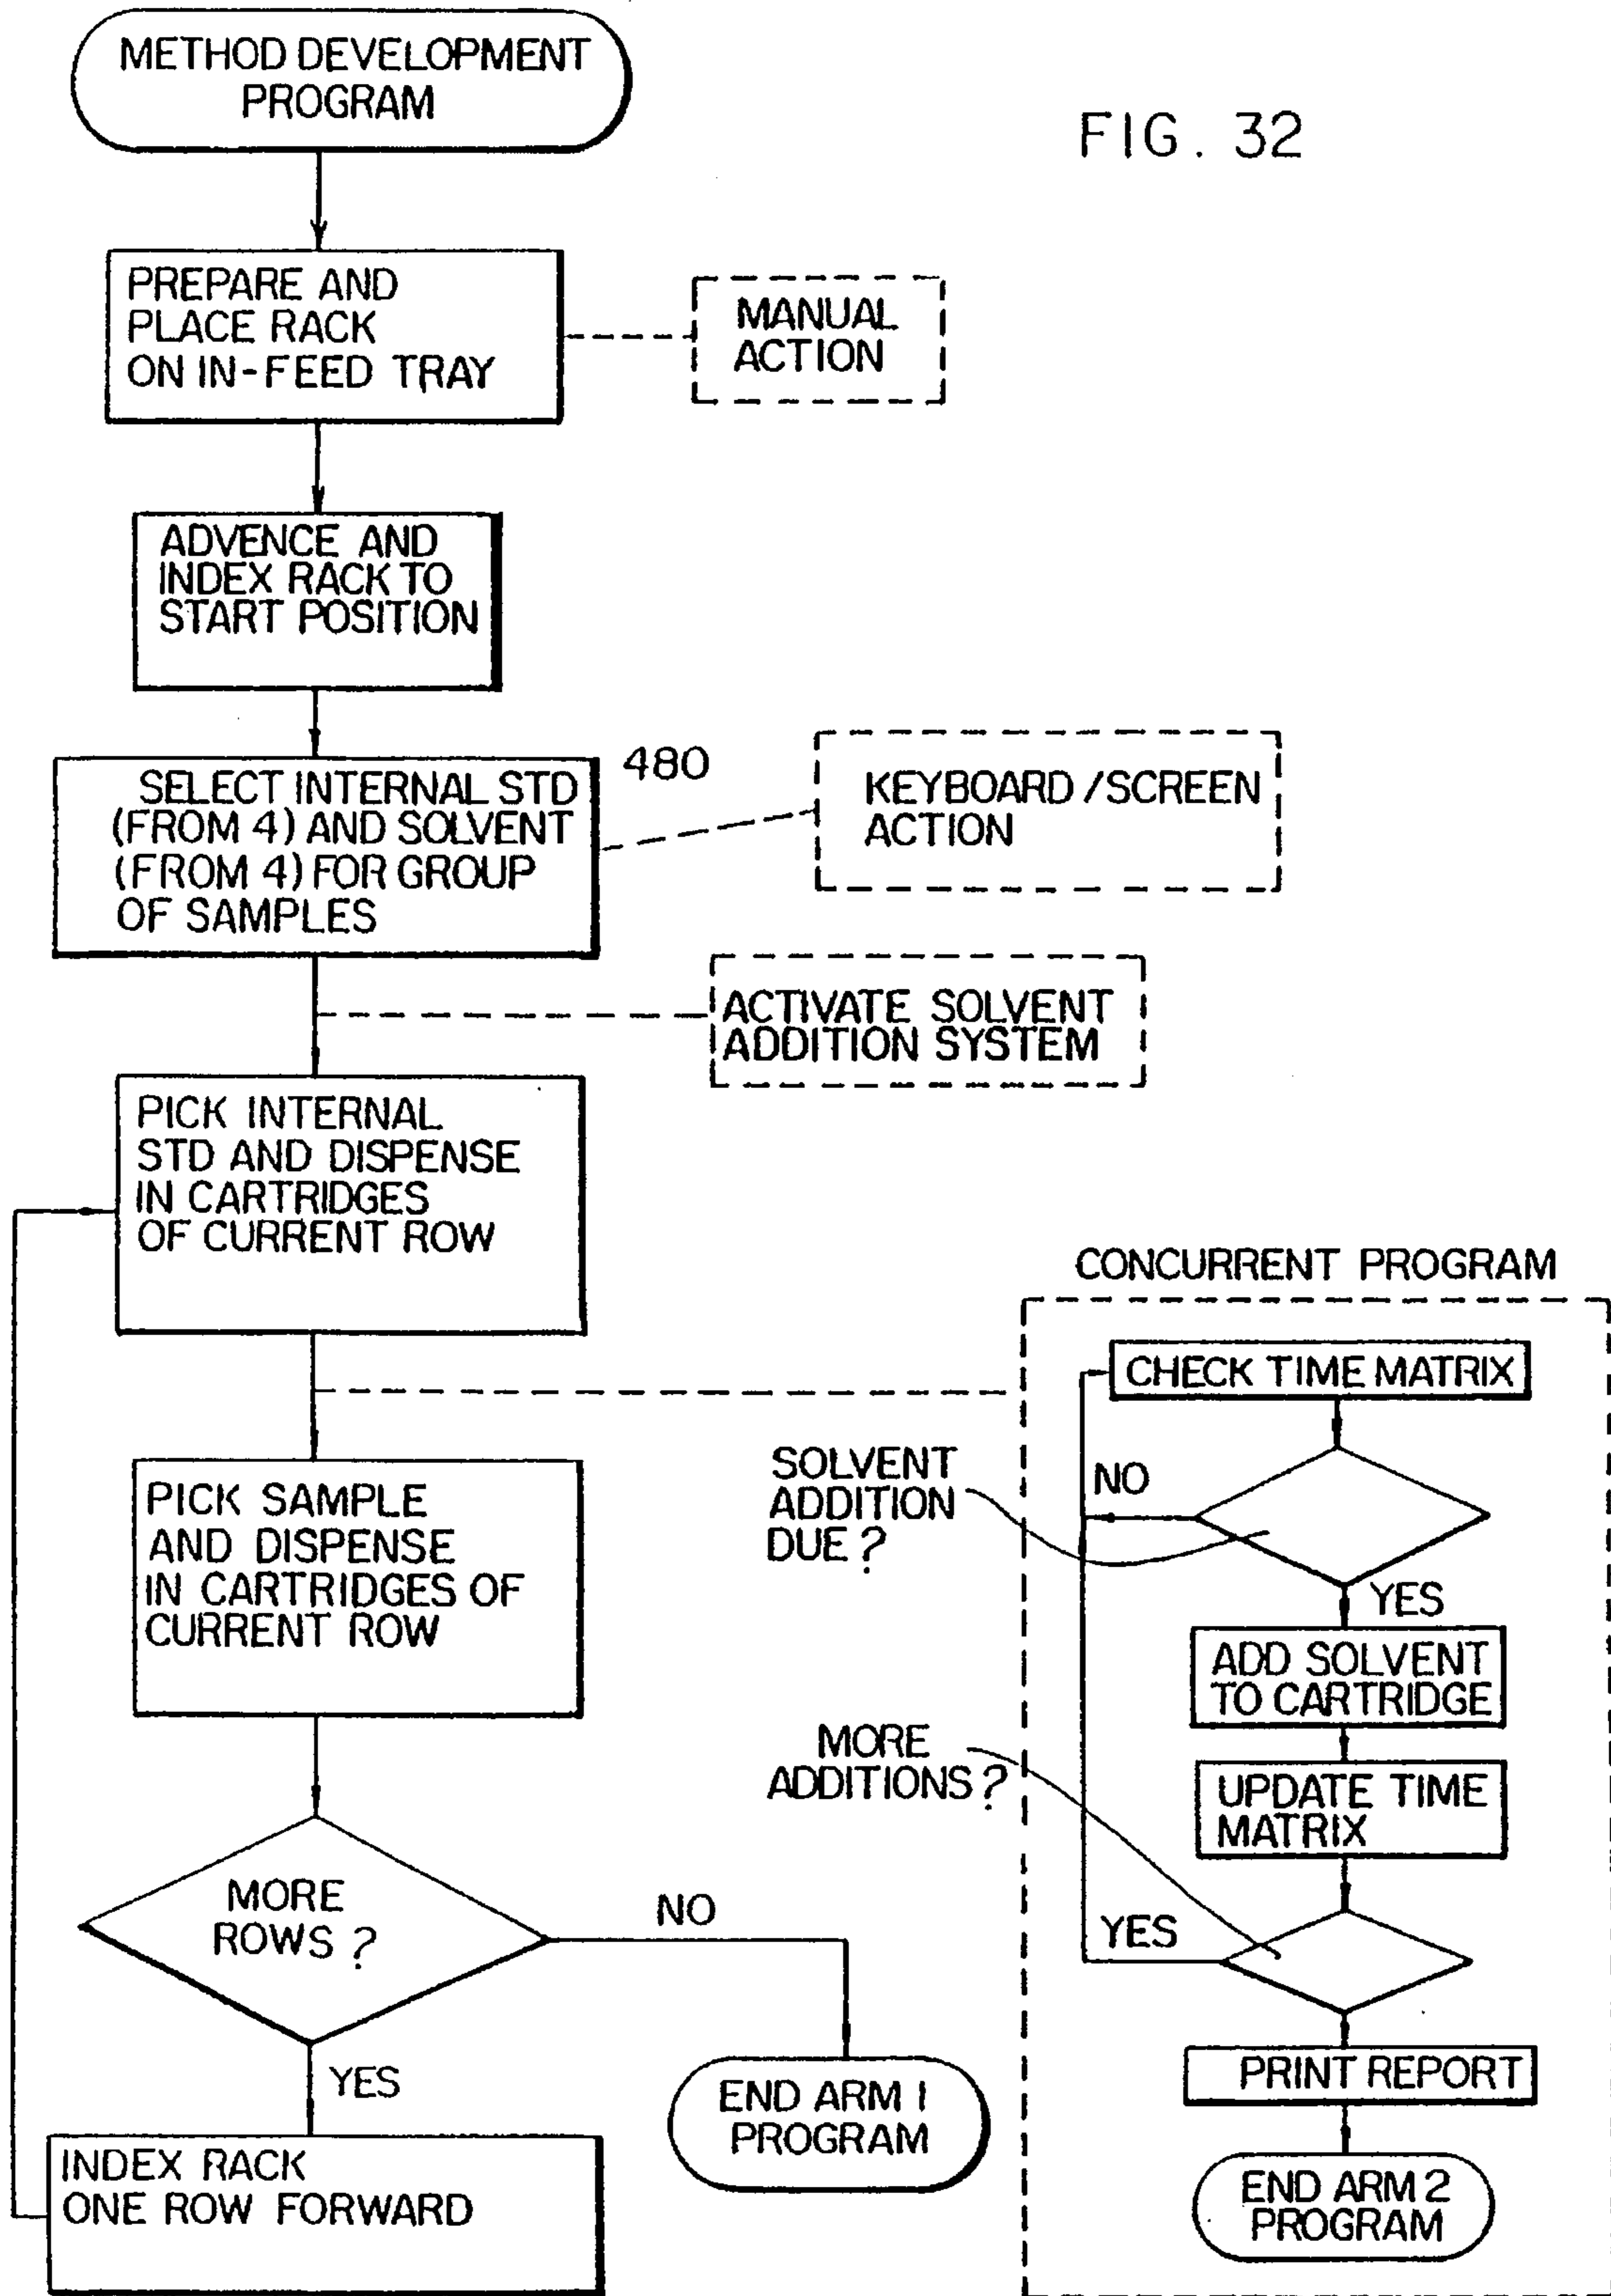 METHOD DEVELOPMENT
PROGRAM
FIG. 32
PREPARE AND
PLACE RACK
ON IN-FEED TRAY
MANUAL
ACTION
ADVENCE AND
INDEX RACK TO
START POSITION
480
SELECT INTERNAL STD
(FROM 4) AND SOLVENT
(FROM 4) FOR GROUP
OF SAMPLES
KEYBOARD/SCREEN
ACTION
ACTIVATE SOLVENT
ADDITION SYSTEM
PICK INTERNAL
STD AND DISPENSE
IN CARTRIDGES
OF CURRENT ROW
PICK SAMPLE
AND DISPENSE
IN CARTRIDGES OF
CURRENT ROW
MORE
ROWS?
NO
END ARM 1
PROGRAM
YES
INDEX RACK
ONE ROW FORWARD
CONCURRENT PROGRAM
CHECK TIME MATRIX
SOLVENT
ADDITION
DUE?
NO
YES
ADD SOLVENT
TO CARTRIDGE
UPDATE TIME
MATRIX
MORE
ADDITIONS?
YES
PRINT REPORT
END ARM 2
PROGRAM